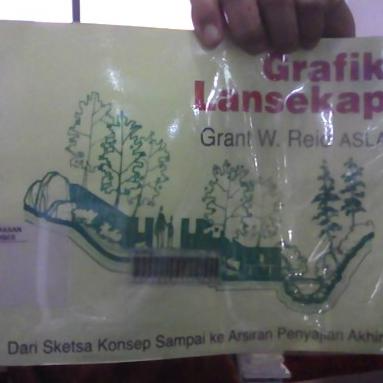 Grafik
Lansekap
Grant W. Reid ASLA
Dari Sketsa Konsep Sampai ke Arsiran Penyajian Akhir